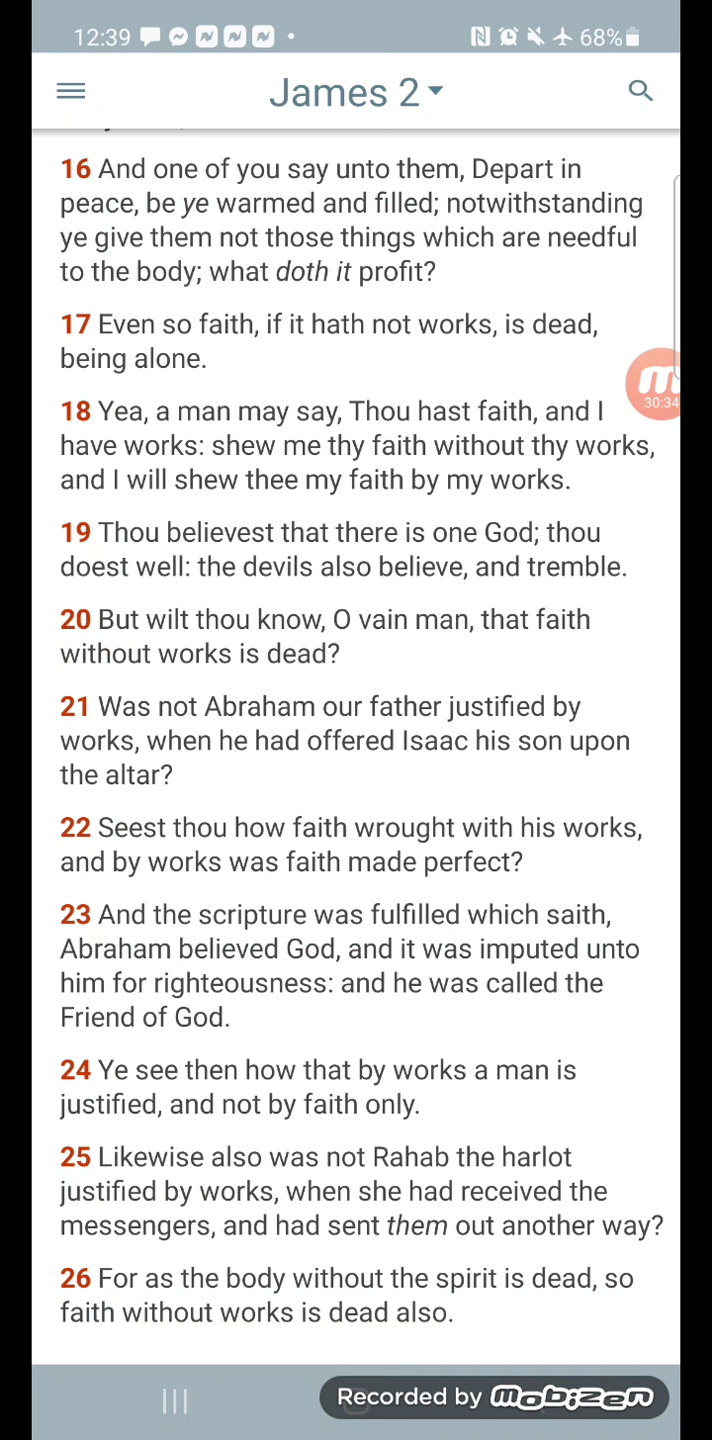 12:39 68%
James 2
16 And one of you say unto them, Depart in
peace, be ye warmed and filled; notwithstanding
ye give them not those things which are needful
to the body; what doth it profit?
17 Even so faith, if it hath not works, is dead,
being alone.
30:34
18 Yea, a man may say, Thou hast faith, and I
have works: shew me thy faith without thy works,
and I will shew thee my faith by my works.
19 Thou believest that there is one God; thou
doest well: the devils also believe, and tremble.
20 But wilt thou know, O vain man, that faith
without works is dead?
21 Was not Abraham our father justified by
works, when he had offered Isaac his son upon
the altar?
22 Seest thou how faith wrought with his works,
and by works was faith made perfect?
23 And the scripture was fulfilled which saith,
Abraham believed God, and it was imputed unto
him for righteousness: and he was called the
Friend of God.
24 Ye see then how that by works a man is
justified, and not by faith only.
25 Likewise also was not Rahab the harlot
justified by works, when she had received the
messengers, and had sent them out another way?
26 For as the body without the spirit is dead, so
faith without works is dead also.
Recorded by mobizen